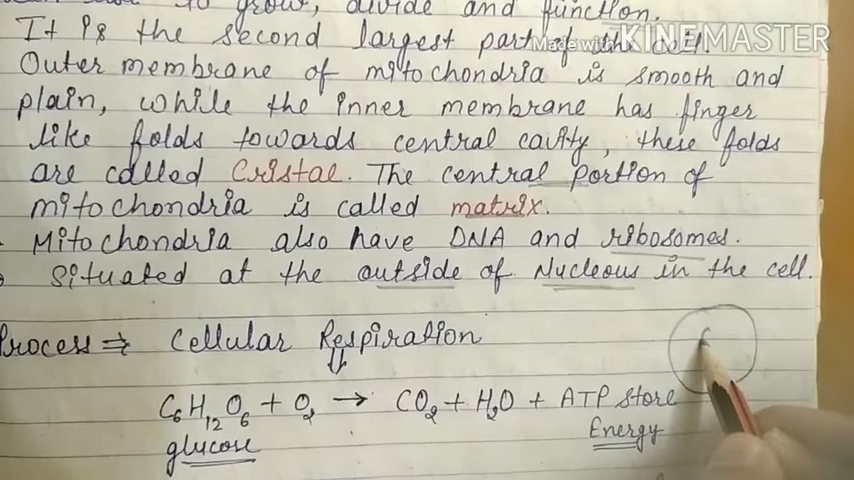 to grow, divide and function.
It is the second largest part of the cell.
Made with KINEMASTER
Outer membrane of mitochondria is smooth and
plain, while the inner membrane has finger
like folds towards central cavity, these folds
are called Cristae. The central portion of
mitochondria is called matrix.
Mitochondria also have DNA and ribosomes.
Situated at the outside of Nucleous in the cell.
Process ⇒ Cellular Respiration
C6H12O6 + O2 → CO2 + H2O + ATP store
glucose Energy